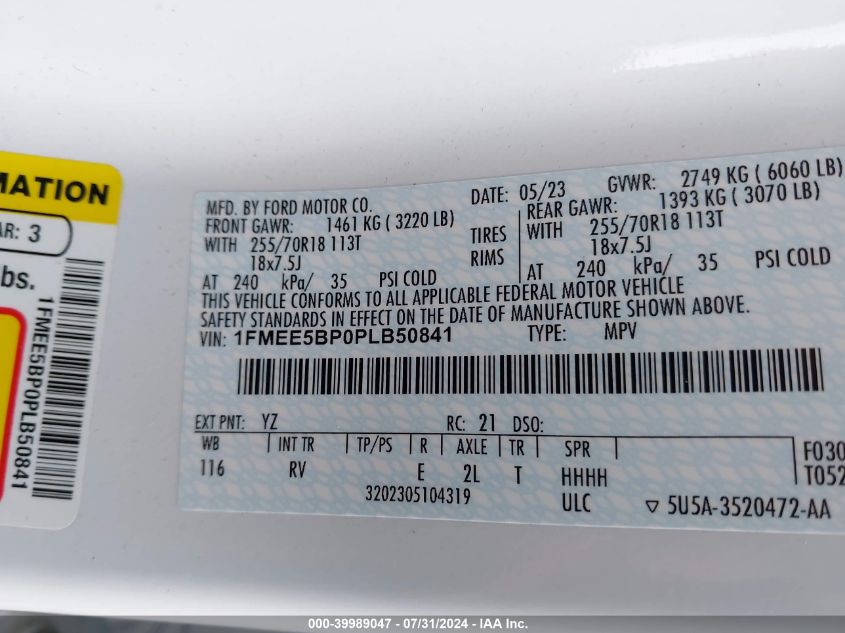 MATION
AR: 3
bs.
1FMEE5BP0PLB50841
MFD. BY FORD MOTOR CO. DATE: 05/23 GVWR: 2749 KG ( 6060 LB)
FRONT GAWR: 1461 KG ( 3220 LB) REAR GAWR: 1393 KG ( 3070 LB)
WITH 255/70R18 113T TIRES WITH 255/70R18 113T
18x7.5J RIMS 18x7.5J
AT 240 kPa/ 35 PSI COLD AT 240 kPa/ 35 PSI COLD
THIS VEHICLE CONFORMS TO ALL APPLICABLE FEDERAL MOTOR VEHICLE
SAFETY STANDARDS IN EFFECT ON THE DATE OF MANUFACTURE SHOWN ABOVE.
VIN: 1FMEE5BP0PLB50841 TYPE: MPV
EXT PNT: YZ RC: 21 DSO:
WB INT TR TP/PS R AXLE TR SPR F030
116 RV E 2L T HHHH T052
3202305104319 ULC 5U5A-3520472-AA
000-39989047 / 07/31/2024 - IAA Inc.